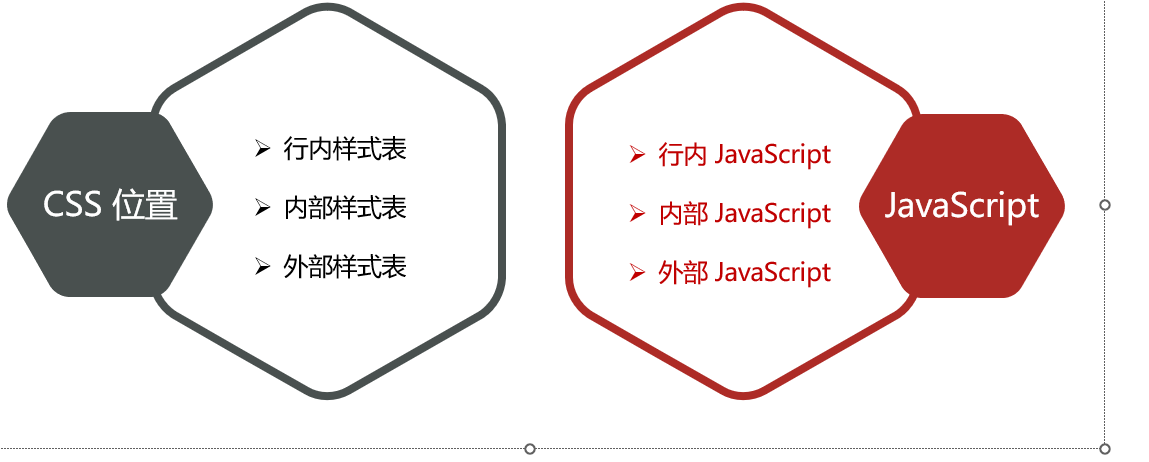 CSS 位置
行内样式表
内部样式表
外部样式表
行内 JavaScript
内部 JavaScript
外部 JavaScript
JavaScript